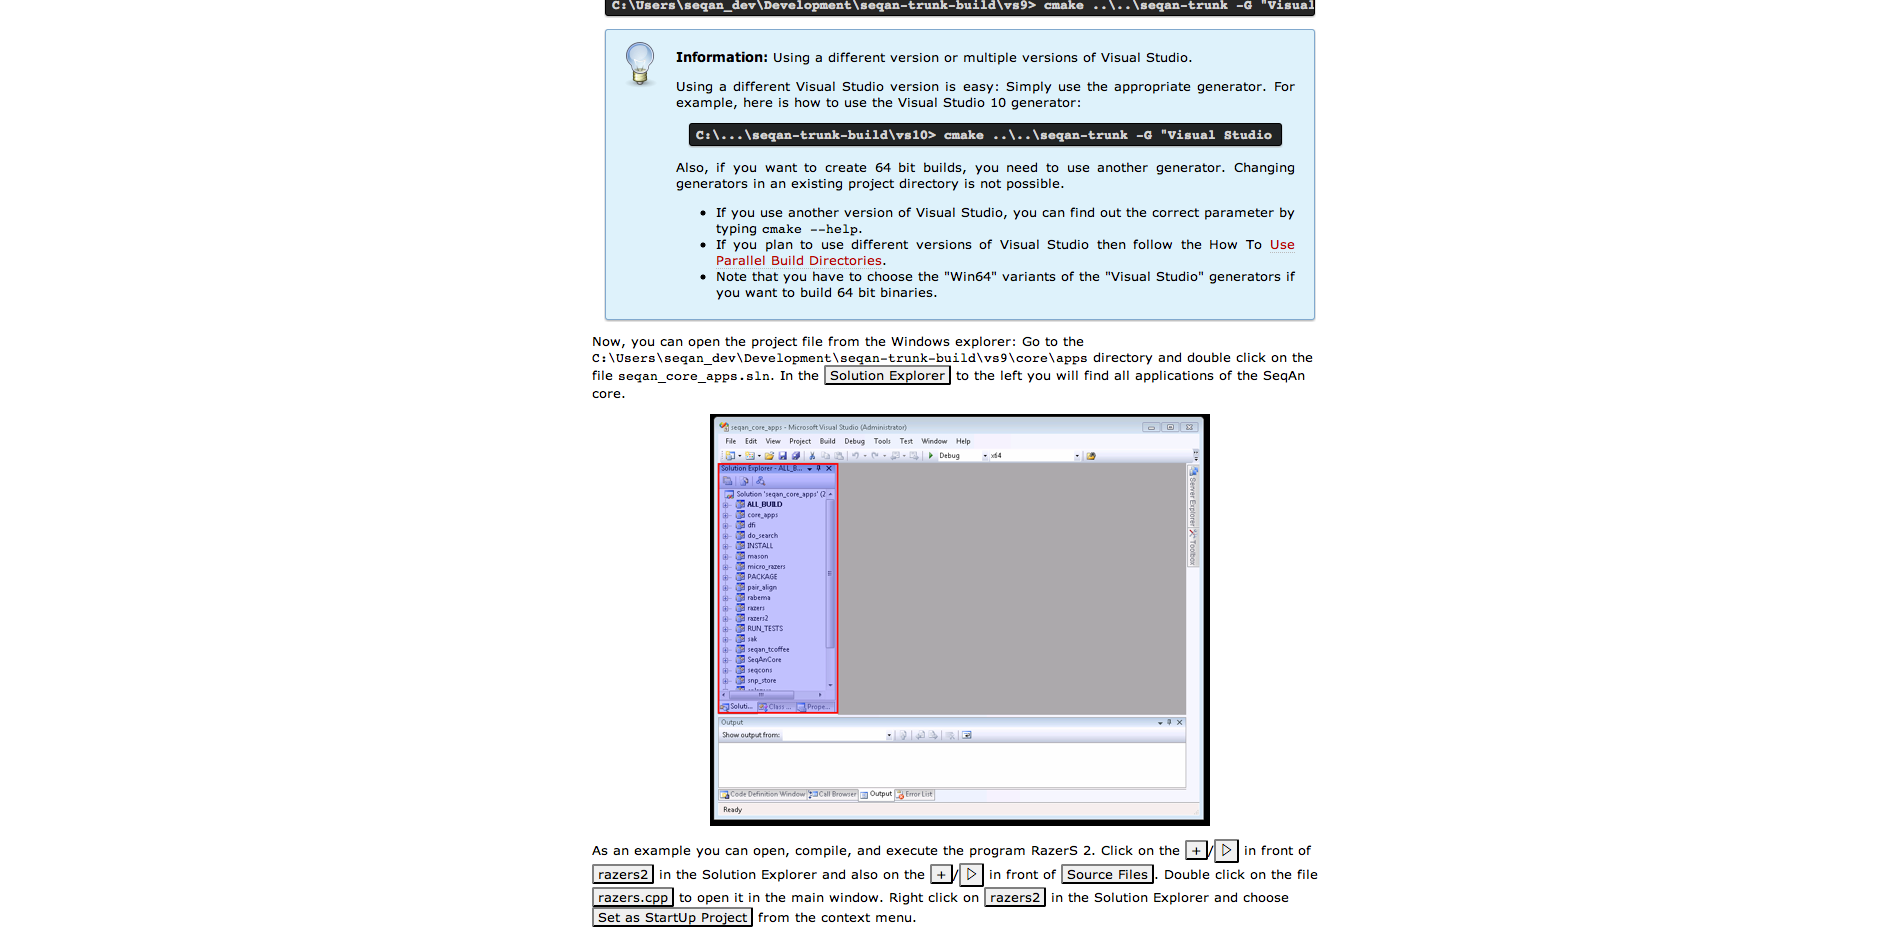 C:\Users\seqan_dev\Development\seqan-trunk-build\vs9> cmake ..\..\seqan-trunk -G "Visual
Information: Using a different version or multiple versions of Visual Studio.
Using a different Visual Studio version is easy: Simply use the appropriate generator. For
example, here is how to use the Visual Studio 10 generator:
C:\...\seqan-trunk-build\vs10> cmake ..\..\seqan-trunk -G "Visual Studio
Also, if you want to create 64 bit builds, you need to use another generator. Changing
generators in an existing project directory is not possible.
• If you use another version of Visual Studio, you can find out the correct parameter by
typing cmake --help.
• If you plan to use different versions of Visual Studio then follow the How To Use
Parallel Build Directories.
• Note that you have to choose the "Win64" variants of the "Visual Studio" generators if
you want to build 64 bit binaries.
Now, you can open the project file from the Windows explorer: Go to the
C:\Users\seqan_dev\Development\seqan-trunk-build\vs9\core\apps directory and double click on the
file seqan_core_apps.sln. In the Solution Explorer to the left you will find all applications of the SeqAn
core.
seqan_core_apps - Microsoft Visual Studio (Administrator)
File Edit View Project Build Debug Tools Test Window Help
Debug x64
Solution Explorer - ALL_B...
Solution 'seqan_core_apps' (2
ALL_BUILD
core_apps
dfi
do_search
INSTALL
mason
micro_razers
PACKAGE
pair_align
rabema
razers
razers2
RUN_TESTS
sak
seqan_tcoffee
SeqAnCore
seqcons
snp_store
Soluti... Class ... Prope...
Server Explorer
Toolbox
Output
Show output from:
Code Definition Window Call Browser Output Error List
Ready
As an example you can open, compile, and execute the program RazerS 2. Click on the +/▷ in front of
razers2 in the Solution Explorer and also on the +/▷ in front of Source Files. Double click on the file
razers.cpp to open it in the main window. Right click on razers2 in the Solution Explorer and choose
Set as StartUp Project from the context menu.